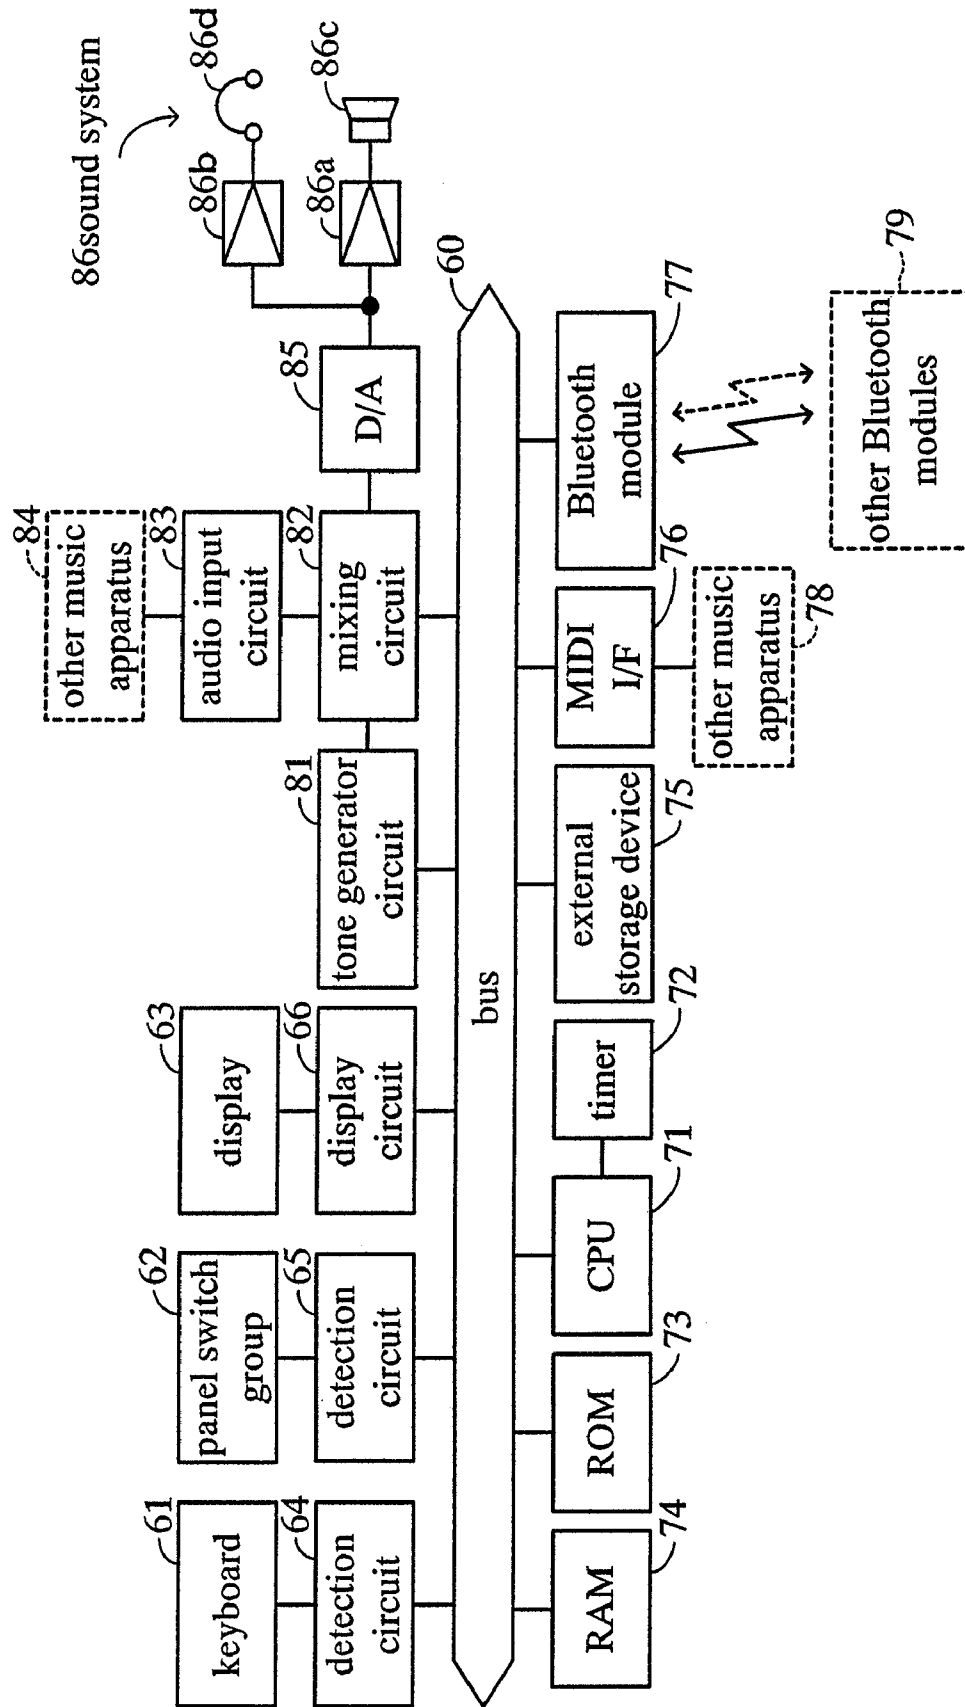 86sound system
86d
86b
86c
86a
84
other music
apparatus
83
audio input
circuit
82
mixing
circuit
85
D/A
81
tone generator
circuit
63
display
66
display
circuit
62
panel switch
group
65
detection
circuit
61
keyboard
64
detection
circuit
60
bus
RAM
74
ROM
73
CPU
71
timer
72
external
storage device
75
MIDI
I/F
76
other music
apparatus
78
Bluetooth
module
77
other Bluetooth
modules
79